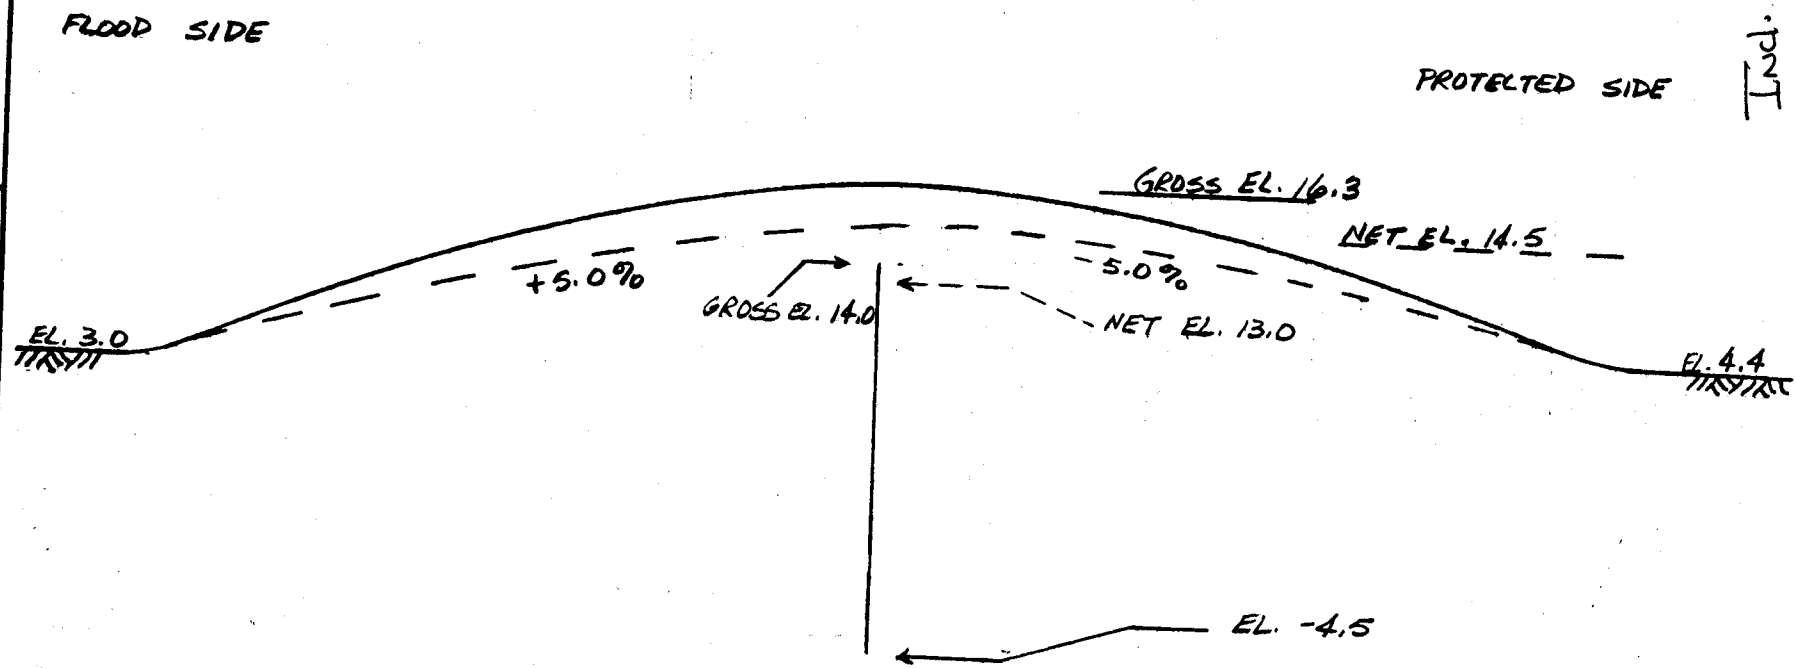 FLOOD SIDE
Incl.
PROTECTED SIDE
GROSS EL. 16.3
NET EL. 14.5
+5.0%
-5.0%
GROSS EL. 14.0
NET EL. 13.0
EL. 3.0
EL. 4.4
EL. -4.5